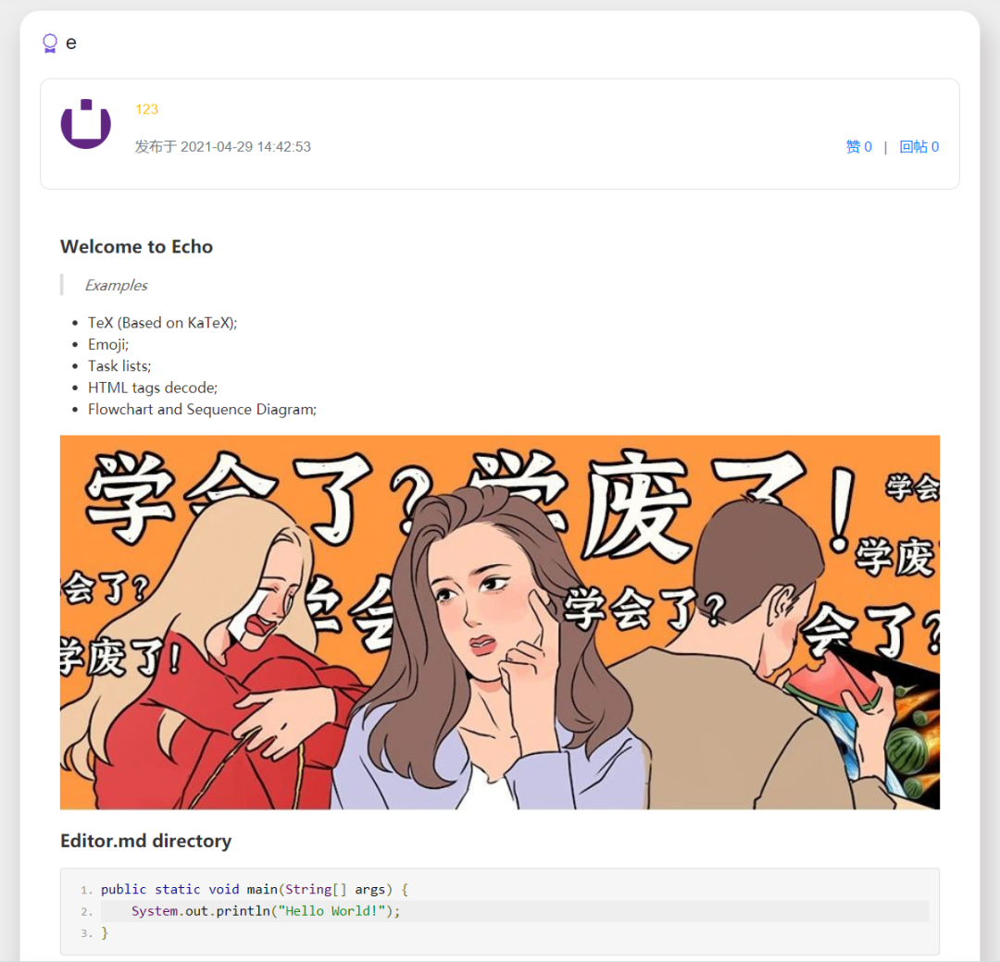 e
123
发布于 2021-04-29 14:42:53
赞 0 | 回帖 0
Welcome to Echo
Examples
TeX (Based on KaTeX);
Emoji;
Task lists;
HTML tags decode;
Flowchart and Sequence Diagram;
学会了？学废了！
学会
学废
会了？
学会
学会了？
会了？
学废了！
Editor.md directory
1. public static void main(String[] args) {
2. System.out.println("Hello World!");
3. }